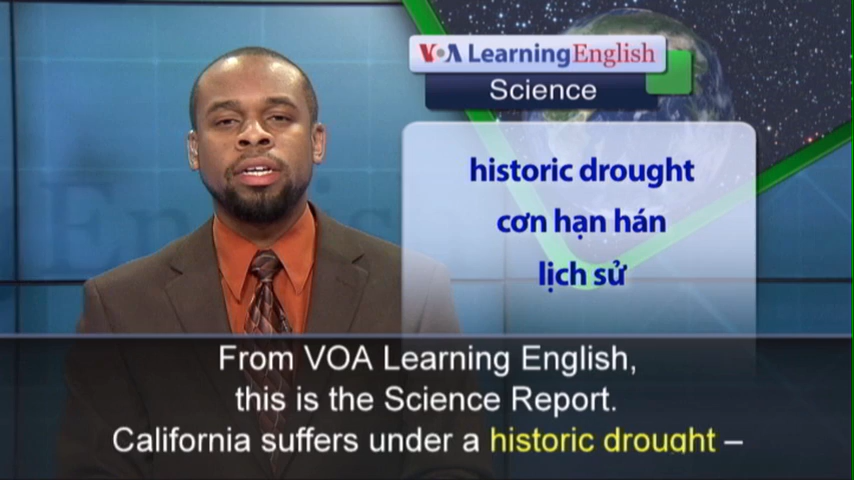 VOA Learning English
Science
historic drought
cơn hạn hán
lịch sử
From VOA Learning English,
this is the Science Report.
California suffers under a historic drought –